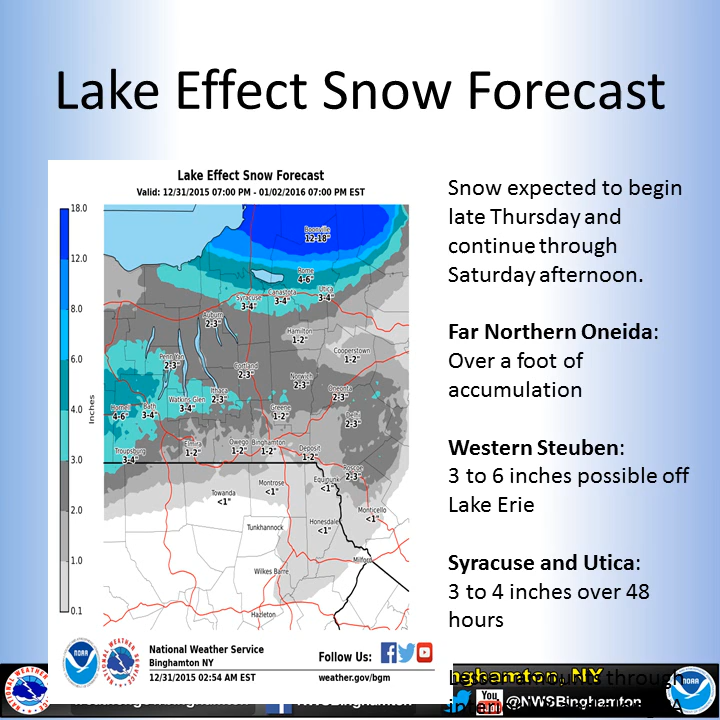 Lake Effect Snow Forecast
Lake Effect Snow Forecast
Valid: 12/31/2015 07:00 PM - 01/02/2016 07:00 PM EST
18.0
12.0
8.0
6.0
4.0
3.0
2.0
1.0
0.1
Inches
Boonville
12-18"
Rome
4-6"
Syracuse
3-4"
Canastota
3-4"
Utica
3-4"
Auburn
2-3"
Hamilton
1-2"
Cooperstown
1-2"
Penn Yan
2-3"
Cortland
2-3"
Norwich
2-3"
Oneonta
2-3"
Hornell
4-6"
Bath
3-4"
Watkins Glen
3-4"
Ithaca
2-3"
Greene
1-2"
Delhi
2-3"
Troupsburg
3-4"
Elmira
1-2"
Owego
1-2"
Binghamton
1-2"
Deposit
1-2"
Roscoe
2-3"
Towanda
<1"
Montrose
<1"
Equinunk
<1"
Monticello
<1"
Tunkhannock
Honesdale
<1"
Wilkes Barre
Milford
Hazleton
NOAA
National Weather Service
Binghamton NY
12/31/2015 02:54 AM EST
Follow Us:
weather.gov/bgm
Snow expected to begin
late Thursday and
continue through
Saturday afternoon.
Far Northern Oneida:
Over a foot of
accumulation
Western Steuben:
3 to 6 inches possible off
Lake Erie
Syracuse and Utica:
3 to 4 inches over 48
hours
Lesser amounts through
NY
You
@NWSBinghamton
NOAA